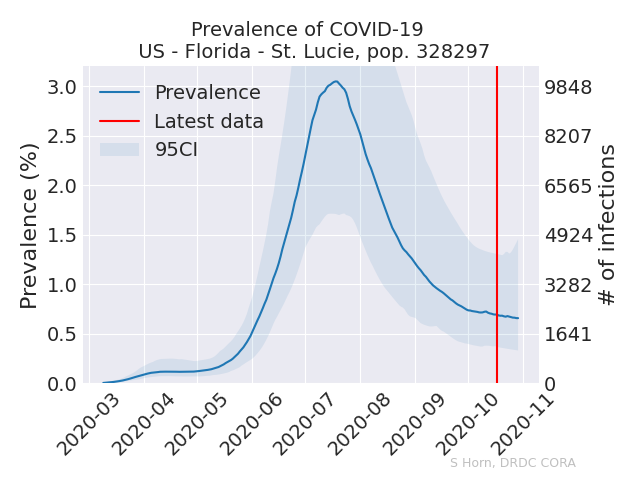 Prevalence of COVID-19
US - Florida - St. Lucie, pop. 328297
Prevalence
Latest data
95CI
Prevalence (%)
3.0
2.5
2.0
1.5
1.0
0.5
0.0
9848
8207
6565
4924
3282
1641
0
# of infections
2020-03
2020-04
2020-05
2020-06
2020-07
2020-08
2020-09
2020-10
2020-11
S Horn, DRDC CORA